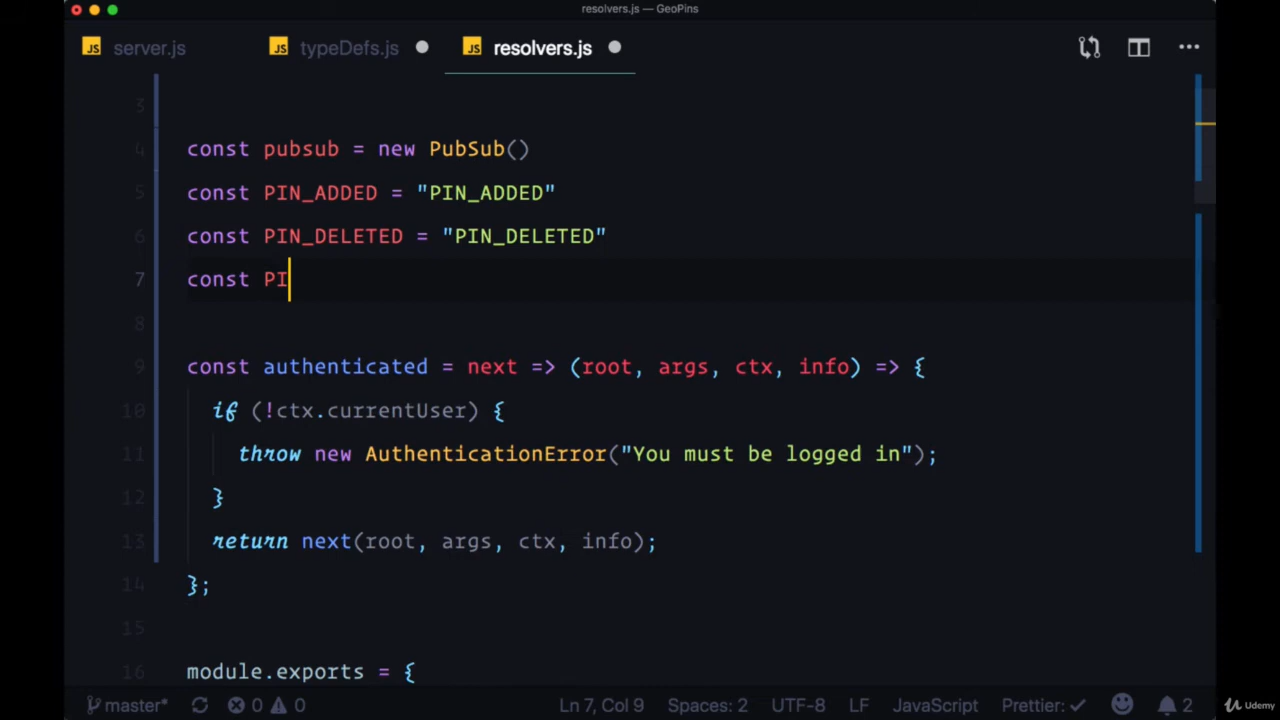 resolvers.js — GeoPins
JS server.js JS typeDefs.js JS resolvers.js
3
4 const pubsub = new PubSub()
5 const PIN_ADDED = "PIN_ADDED"
6 const PIN_DELETED = "PIN_DELETED"
7 const PI
8
9 const authenticated = next => (root, args, ctx, info) => {
10 if (!ctx.currentUser) {
11 throw new AuthenticationError("You must be logged in");
12 }
13 return next(root, args, ctx, info);
14 };
15
16 module.exports = {
master* 0 0 Ln 7, Col 9 Spaces: 2 UTF-8 LF JavaScript Prettier: ✓ 2
Udemy